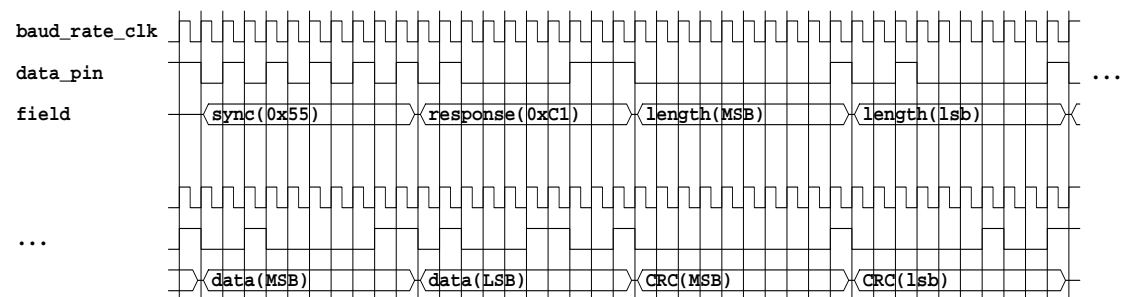 baud_rate_clk
data_pin ...
field sync(0x55) response(0xC1) length(MSB) length(lsb)
...
data(MSB) data(LSB) CRC(MSB) CRC(lsb)